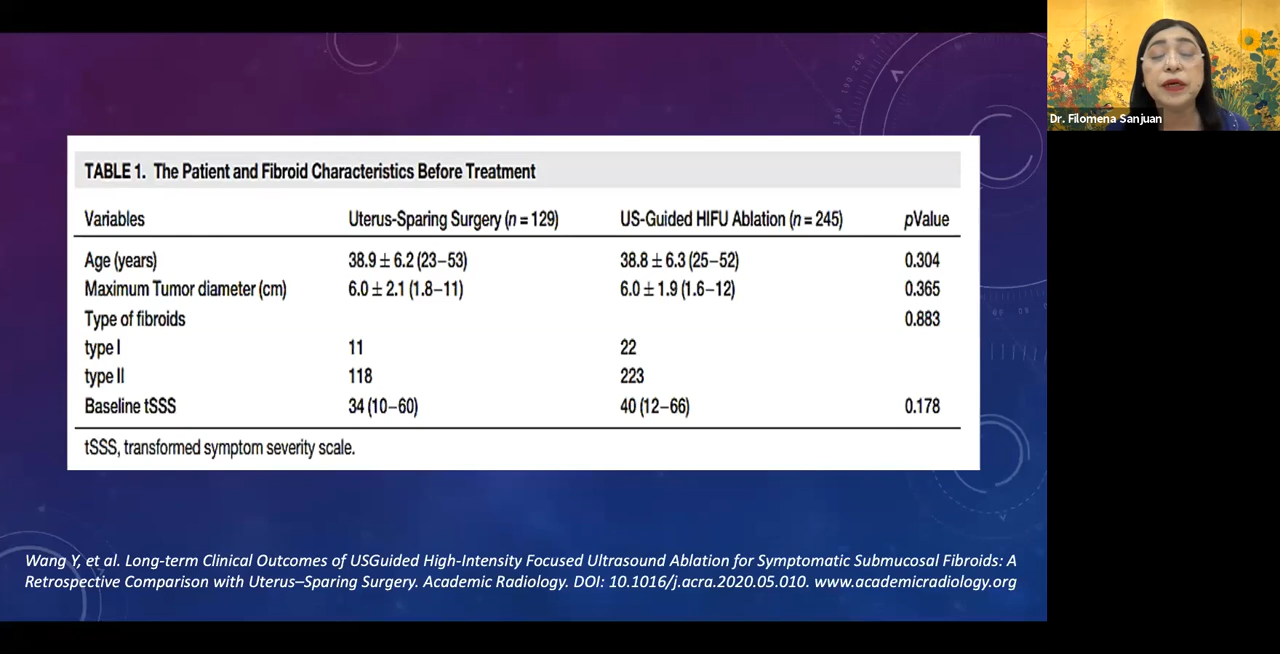 TABLE 1. The Patient and Fibroid Characteristics Before Treatment
Variables Uterus-Sparing Surgery (n = 129) US-Guided HIFU Ablation (n = 245) pValue
Age (years) 38.9 ± 6.2 (23–53) 38.8 ± 6.3 (25–52) 0.304
Maximum Tumor diameter (cm) 6.0 ± 2.1 (1.8–11) 6.0 ± 1.9 (1.6–12) 0.365
Type of fibroids 0.883
type I 11 22
type II 118 223
Baseline tSSS 34 (10–60) 40 (12–66) 0.178
tSSS, transformed symptom severity scale.
Wang Y, et al. Long-term Clinical Outcomes of USGuided High-Intensity Focused Ultrasound Ablation for Symptomatic Submucosal Fibroids: A
Retrospective Comparison with Uterus–Sparing Surgery. Academic Radiology. DOI: 10.1016/j.acra.2020.05.010. www.academicradiology.org
Dr. Filomena Sanjuan